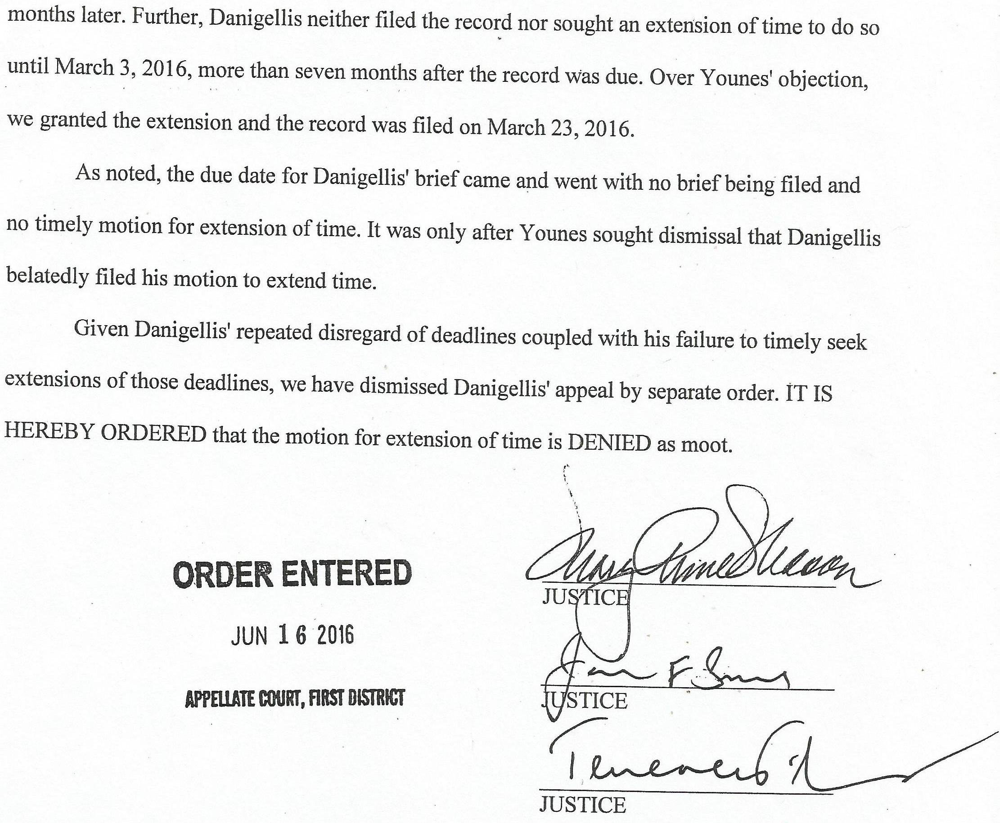 months later. Further, Danigellis neither filed the record nor sought an extension of time to do so
until March 3, 2016, more than seven months after the record was due. Over Younes' objection,
we granted the extension and the record was filed on March 23, 2016.
As noted, the due date for Danigellis' brief came and went with no brief being filed and
no timely motion for extension of time. It was only after Younes sought dismissal that Danigellis
belatedly filed his motion to extend time.
Given Danigellis' repeated disregard of deadlines coupled with his failure to timely seek
extensions of those deadlines, we have dismissed Danigellis' appeal by separate order. IT IS
HEREBY ORDERED that the motion for extension of time is DENIED as moot.
ORDER ENTERED
JUN 16 2016
APPELLATE COURT, FIRST DISTRICT
JUSTICE
JUSTICE
JUSTICE